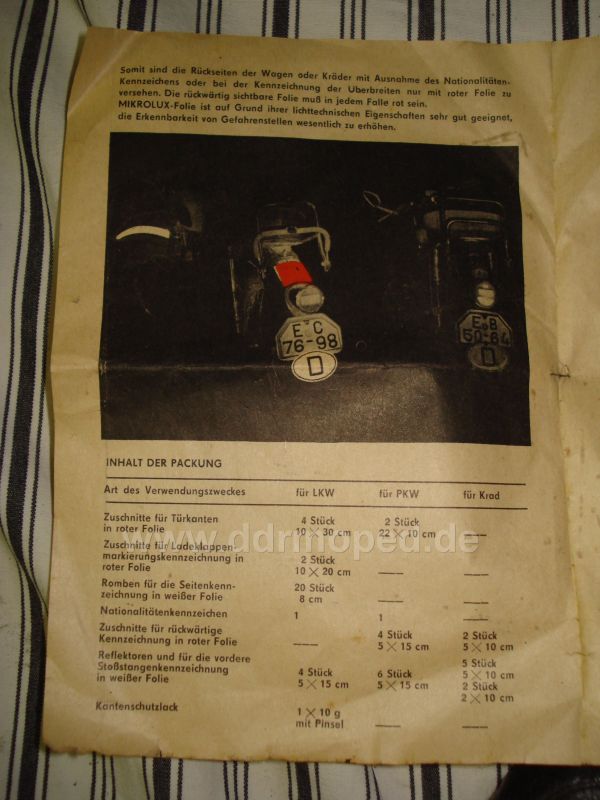 Somit sind die Rückseiten der Wagen oder Kräder mit Ausnahme des Nationalitäten-
Kennzeichens oder bei der Kennzeichnung der Überbreiten nur mit roter Folie zu
versehen. Die rückwärtig sichtbare Folie muß in jedem Falle rot sein.
MIKROLUX-Folie ist auf Grund ihrer lichttechnischen Eigenschaften sehr gut geeignet,
die Erkennbarkeit von Gefahrenstellen wesentlich zu erhöhen.
E C
76-98
D
E B
50-64
D
INHALT DER PACKUNG
Art des Verwendungszweckes für LKW für PKW für Krad
Zuschnitte für Türkanten 4 Stück 2 Stück
in roter Folie 10 × 30 cm 22 × 10 cm ——
www.ddrmoped.de
Zuschnitte für Ladeklappen-
markierungskennzeichnung in 2 Stück
roter Folie 10 × 20 cm —— ——
Romben für die Seitenkenn- 20 Stück
zeichnung in weißer Folie 8 cm —— ——
Nationalitätenkennzeichen 1 1 ——
Zuschnitte für rückwärtige 4 Stück 2 Stück
Kennzeichnung in roter Folie —— 5 × 15 cm 5 × 10 cm
Reflektoren und für die vordere 5 Stück
Stoßstangenkennzeichnung 4 Stück 6 Stück 5 × 10 cm
in weißer Folie 5 × 15 cm 5 × 15 cm 2 Stück
2 × 10 cm
Kantenschutzlack 1 × 10 g
mit Pinsel —— ——